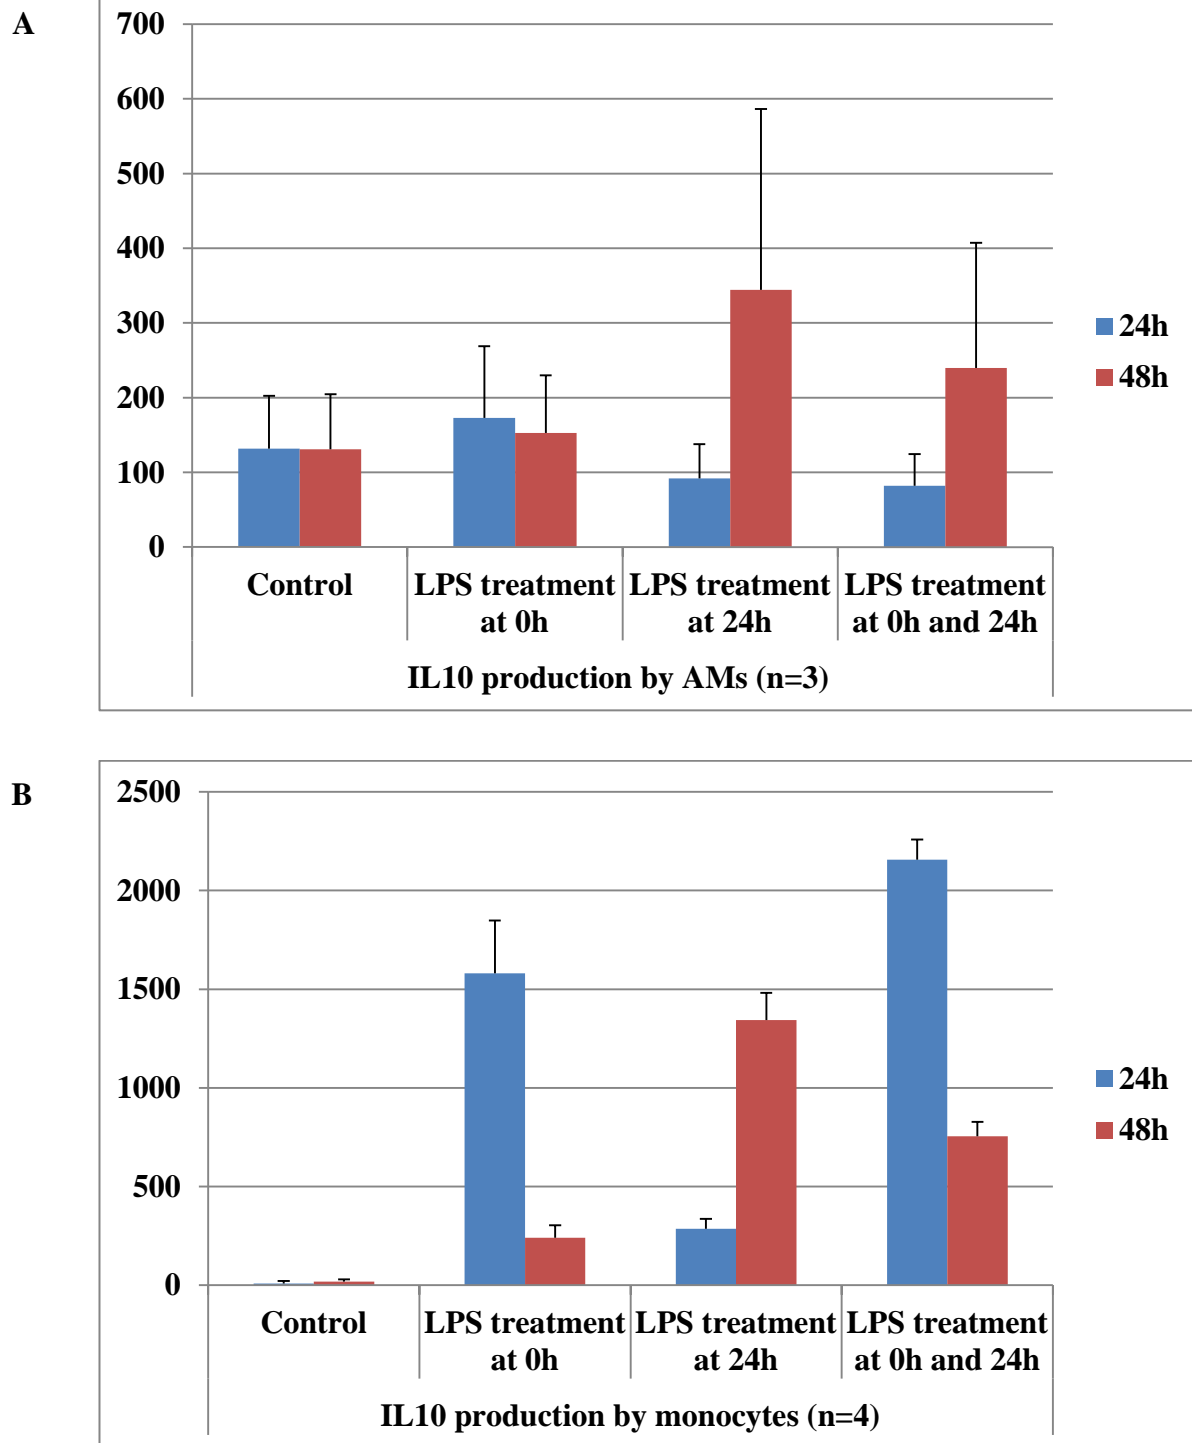 A
700
600
500
400
300
200
100
0
24h
48h
Control
LPS treatment
at 0h
LPS treatment
at 24h
LPS treatment
at 0h and 24h
IL10 production by AMs (n=3)
B
2500
2000
1500
1000
500
0
24h
48h
Control
LPS treatment
at 0h
LPS treatment
at 24h
LPS treatment
at 0h and 24h
IL10 production by monocytes (n=4)